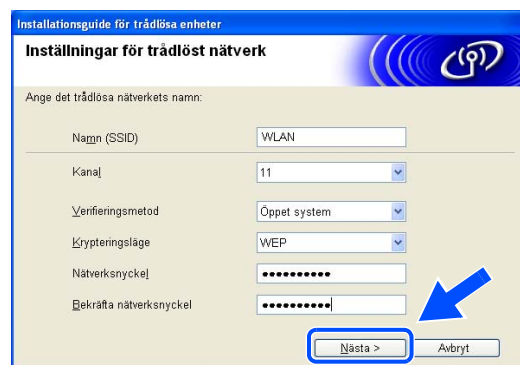 Installationsguide för trådlösa enheter
Inställningar för trådlöst nätverk
Ange det trådlösa nätverkets namn:
Namn (SSID) WLAN
Kanal 11
Verifieringsmetod Öppet system
Krypteringsläge WEP
Nätverksnyckel ••••••••••
Bekräfta nätverksnyckel ••••••••••
Nästa > Avbryt